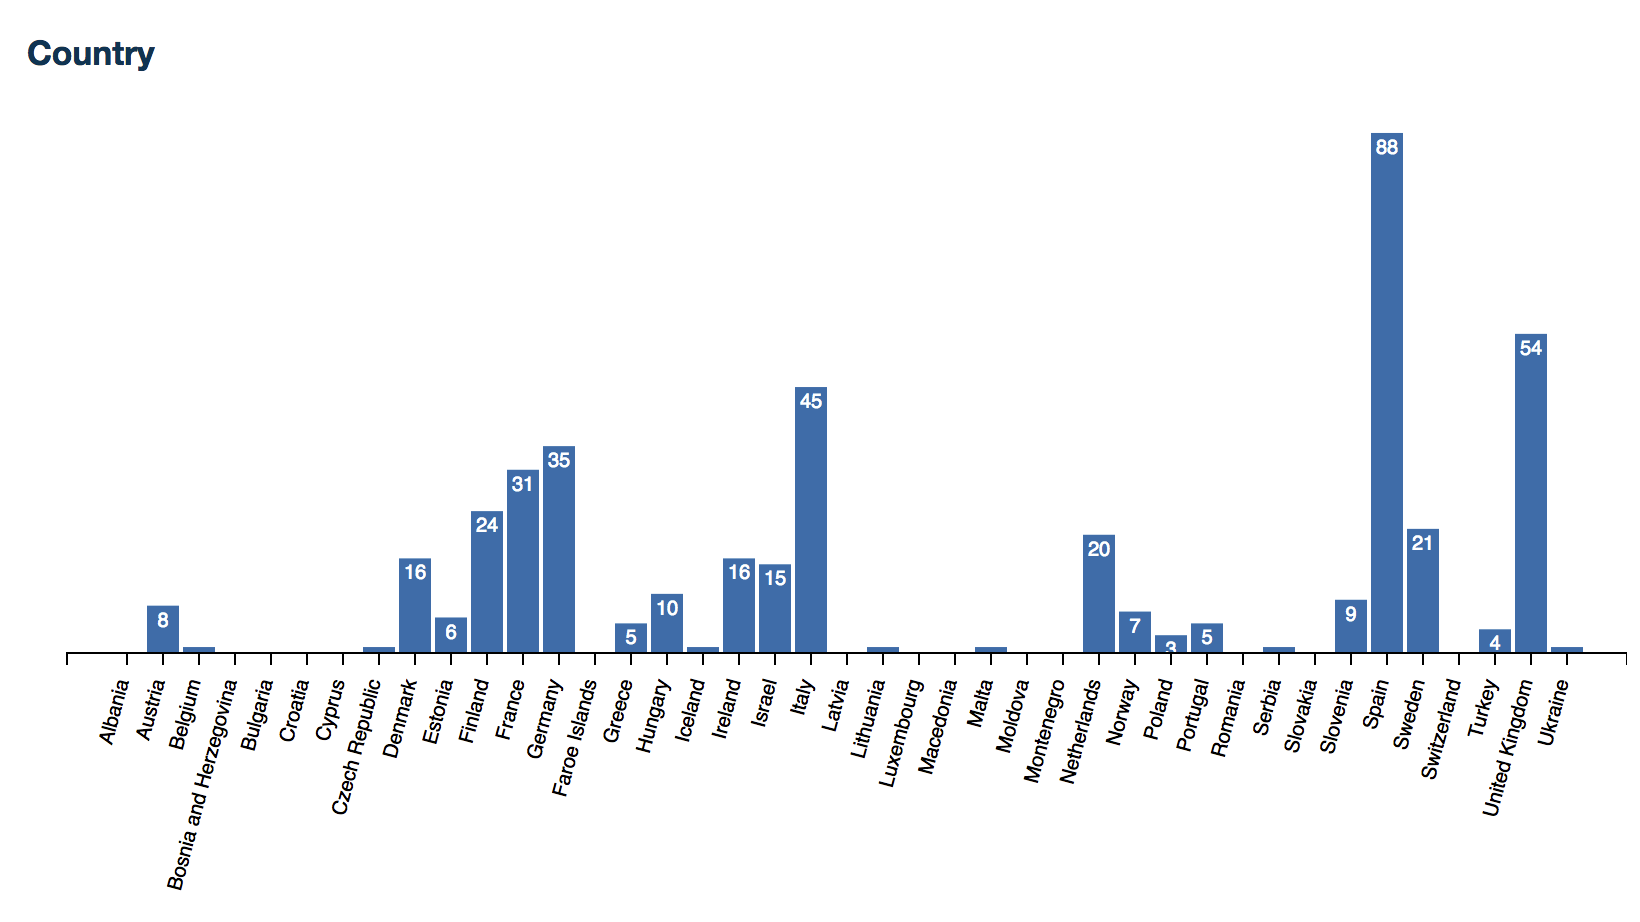 Country
88
54
45
35
31
24
21
20
16
16
15
10
9
8
7
6
5
5
4
3
Albania
Austria
Belgium
Bosnia and Herzegovina
Bulgaria
Croatia
Cyprus
Czech Republic
Denmark
Estonia
Finland
France
Germany
Faroe Islands
Greece
Hungary
Iceland
Ireland
Israel
Italy
Latvia
Lithuania
Luxembourg
Macedonia
Malta
Moldova
Montenegro
Netherlands
Norway
Poland
Portugal
Romania
Serbia
Slovakia
Slovenia
Spain
Sweden
Switzerland
Turkey
United Kingdom
Ukraine